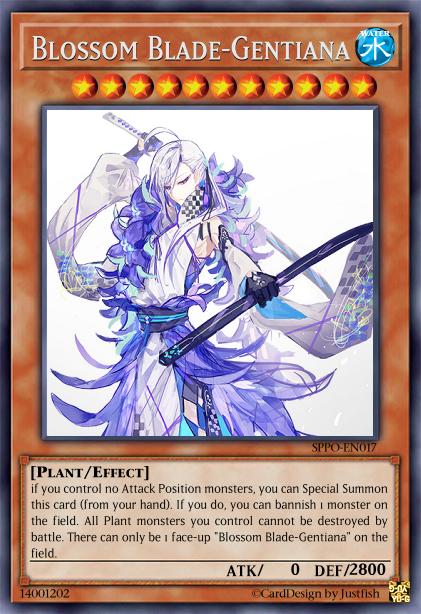 BLOSSOM BLADE-GENTIANA
WATER
水
SPPO-EN017
[PLANT/EFFECT]
if you control no Attack Position monsters, you can Special Summon
this card (from your hand). If you do, you can bannish 1 monster on
the field. All Plant monsters you control cannot be destroyed by
battle. There can only be 1 face-up "Blossom Blade-Gentiana" on the
field.
ATK/ 0 DEF/2800
14001202
©CardDesign by Justfish